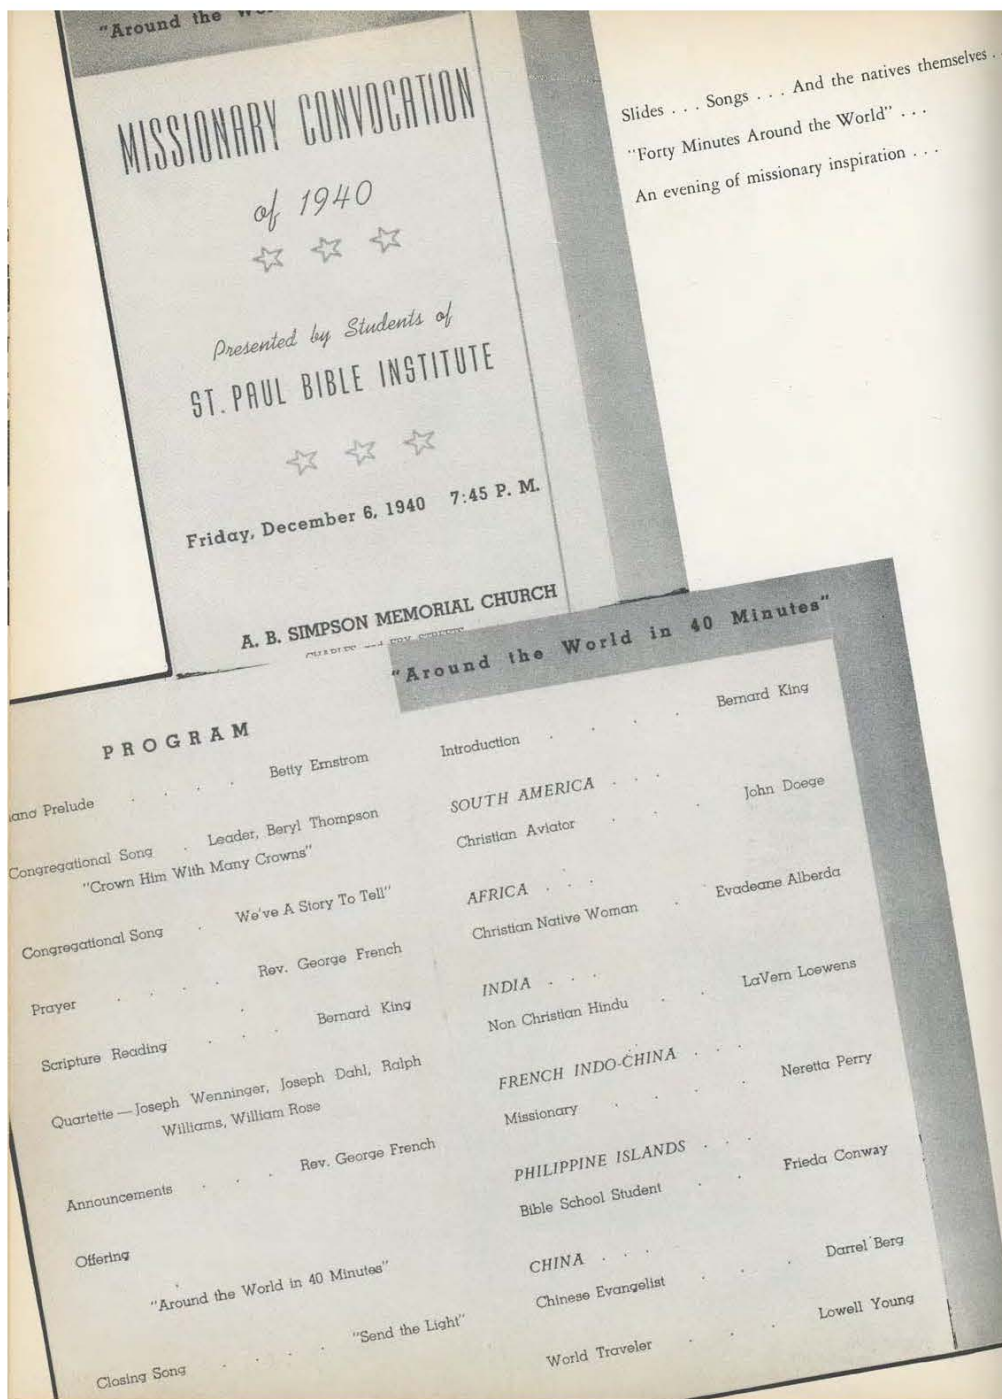 "Around the
MISSIONARY CONVOCATION
of 1940
Presented by Students of
ST. PAUL BIBLE INSTITUTE
Friday, December 6, 1940 7:45 P. M.
A. B. SIMPSON MEMORIAL CHURCH
Slides . . . Songs . . . And the natives themselves . .
"Forty Minutes Around the World" . . .
An evening of missionary inspiration . . .
PROGRAM
Prelude . . . Betty Ernstrom
Congregational Song . Leader, Beryl Thompson
"Crown Him With Many Crowns"
Congregational Song . We've A Story To Tell"
Prayer . . . . Rev. George French
Scripture Reading . . . Bernard King
Quartette — Joseph Wenninger, Joseph Dahl, Ralph
Williams, William Rose
Announcements . . . Rev. George French
Offering
"Around the World in 40 Minutes"
Closing Song . . . . "Send the Light"
"Around the World in 40 Minutes"
Introduction . . . . Bernard King
SOUTH AMERICA . . .
Christian Aviator . . . John Doege
AFRICA . . .
Christian Native Woman . Evadeane Alberda
INDIA . . .
Non Christian Hindu . . LaVern Loewens
FRENCH INDO-CHINA . . .
Missionary . . . . Neretta Perry
PHILIPPINE ISLANDS . . .
Bible School Student . . Frieda Conway
CHINA . . .
Chinese Evangelist . . . Darrel Berg
World Traveler . . . Lowell Young